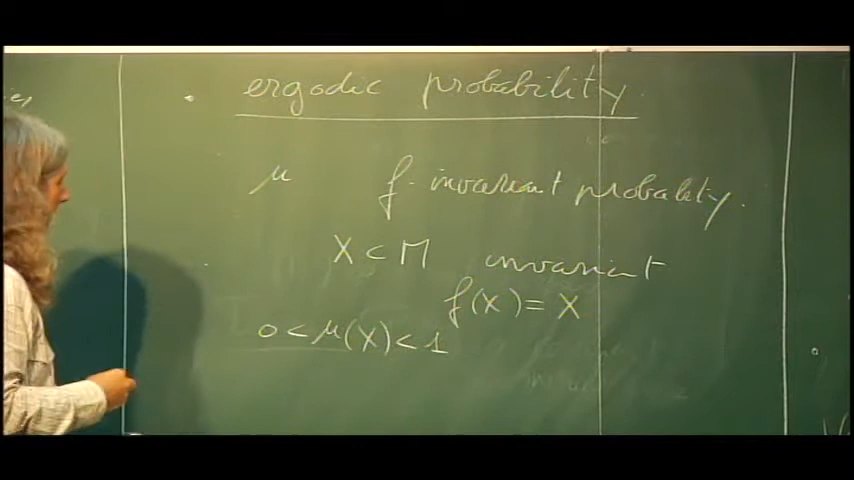 ergodic probability
μ f-invariant probability.
X ⊂ M invariant
f(X) = X
0 < μ(X) < 1